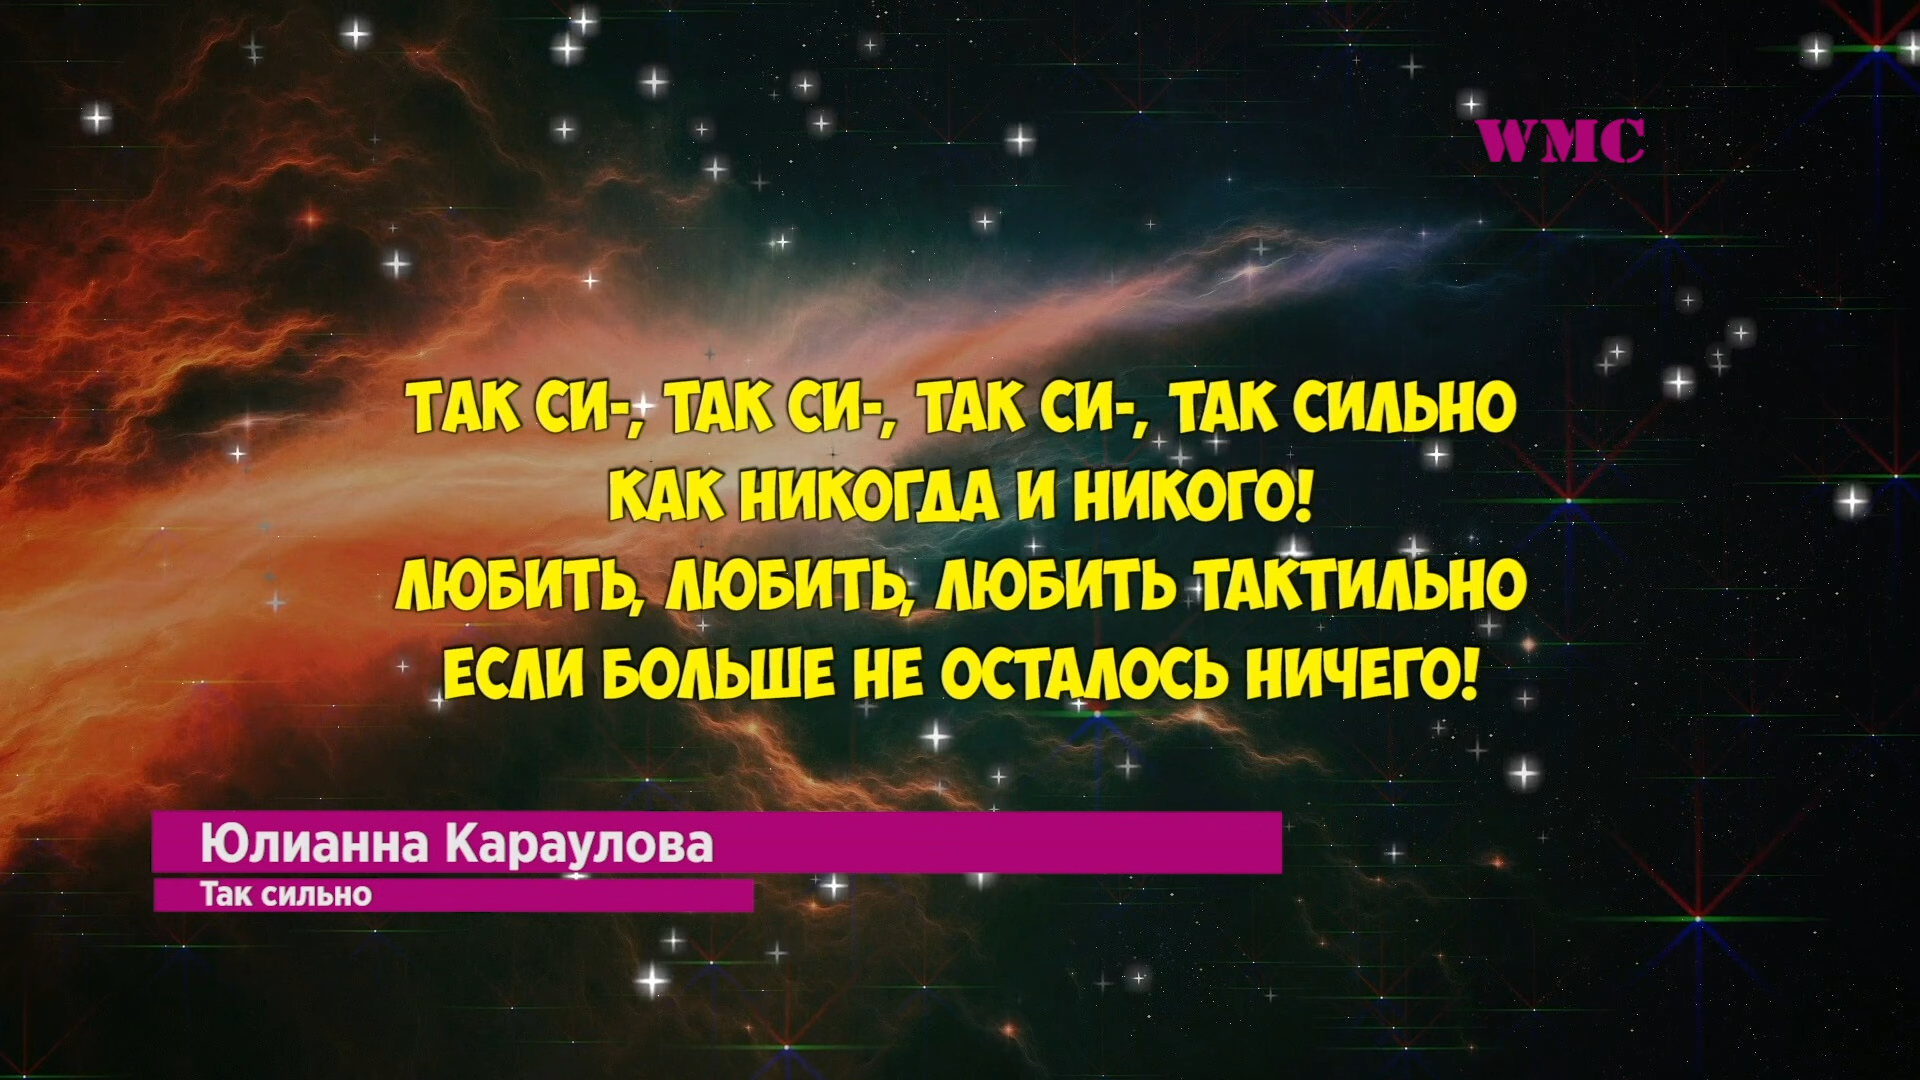 WMC
ТАК СИ-, ТАК СИ-, ТАК СИ-, ТАК СИЛЬНО
КАК НИКОГДА И НИКОГО!
ЛЮБИТЬ, ЛЮБИТЬ, ЛЮБИТЬ ТАКТИЛЬНО
ЕСЛИ БОЛЬШЕ НЕ ОСТАЛОСЬ НИЧЕГО!
Юлианна Караулова
Так сильно